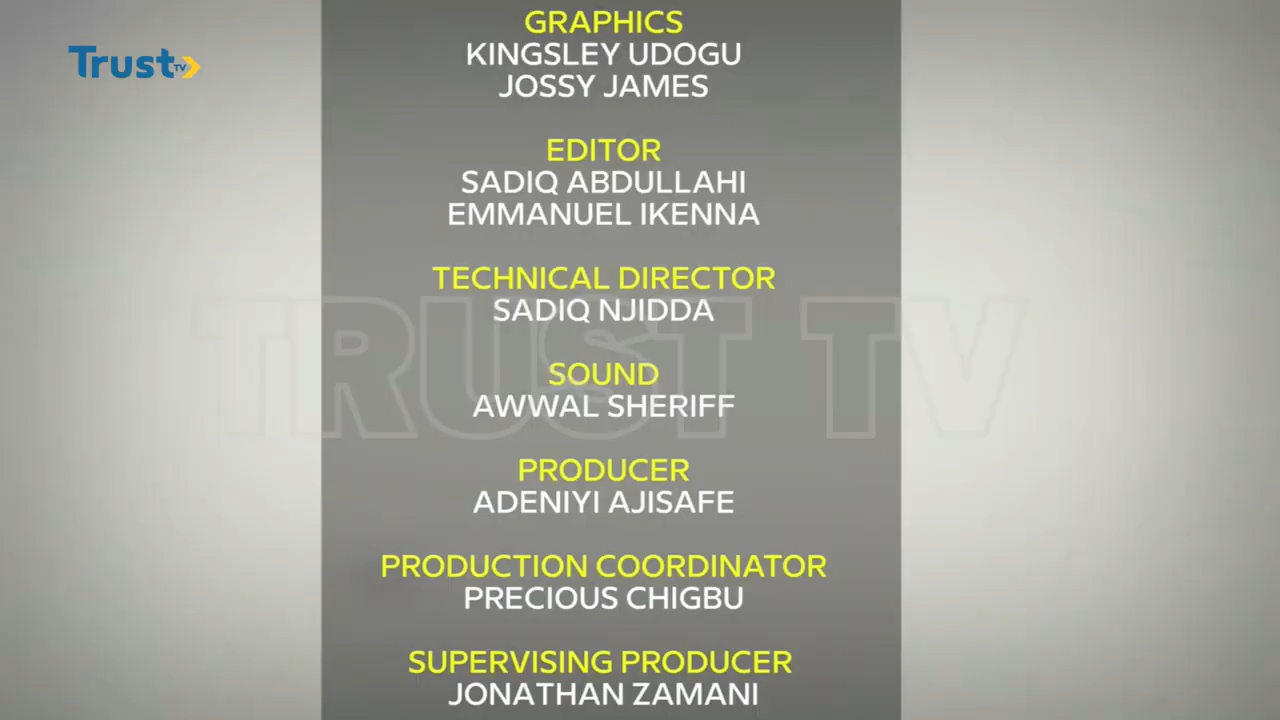 Trust TV
GRAPHICS
KINGSLEY UDOGU
JOSSY JAMES
EDITOR
SADIQ ABDULLAHI
EMMANUEL IKENNA
TECHNICAL DIRECTOR
SADIQ NJIDDA
TRUST TV
SOUND
AWWAL SHERIFF
PRODUCER
ADENIYI AJISAFE
PRODUCTION COORDINATOR
PRECIOUS CHIGBU
SUPERVISING PRODUCER
JONATHAN ZAMANI